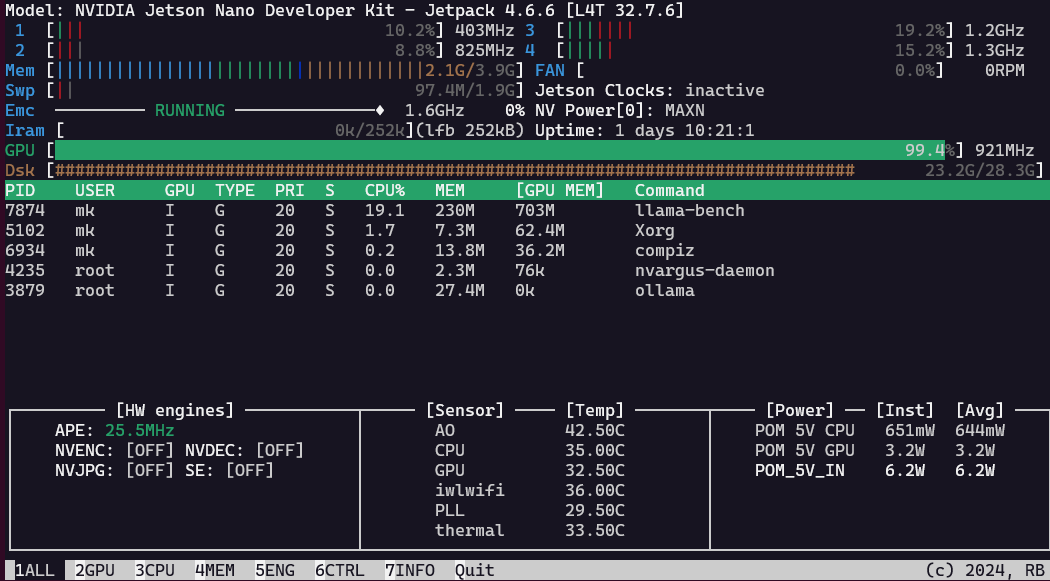 Model: NVIDIA Jetson Nano Developer Kit - Jetpack 4.6.6 [L4T 32.7.6]
1 [||| 10.2%] 403MHz 3 [||||||| 19.2%] 1.2GHz
2 [||| 8.8%] 825MHz 4 [||||| 15.2%] 1.3GHz
Mem [|||||||||||||||||||||||||||||||||||||2.1G/3.9G] FAN [ 0.0%] 0RPM
Swp [|| 97.4M/1.9G] Jetson Clocks: inactive
Emc RUNNING 1.6GHz 0% NV Power[0]: MAXN
Iram [ 0k/252k](lfb 252kB) Uptime: 1 days 10:21:1
GPU [ 99.4%] 921MHz
Dsk [################################################################################ 23.2G/28.3G]
PID USER GPU TYPE PRI S CPU% MEM [GPU MEM] Command
7874 mk I G 20 S 19.1 230M 703M llama-bench
5102 mk I G 20 S 1.7 7.3M 62.4M Xorg
6934 mk I G 20 S 0.2 13.8M 36.2M compiz
4235 root I G 20 S 0.0 2.3M 76k nvargus-daemon
3879 root I G 20 S 0.0 27.4M 0k ollama
[HW engines] [Sensor] [Temp] [Power] [Inst] [Avg]
APE: 25.5MHz AO 42.50C POM 5V CPU 651mW 644mW
NVENC: [OFF] NVDEC: [OFF] CPU 35.00C POM 5V GPU 3.2W 3.2W
NVJPG: [OFF] SE: [OFF] GPU 32.50C POM_5V_IN 6.2W 6.2W
iwlwifi 36.00C
PLL 29.50C
thermal 33.50C
1ALL 2GPU 3CPU 4MEM 5ENG 6CTRL 7INFO Quit (c) 2024, RB